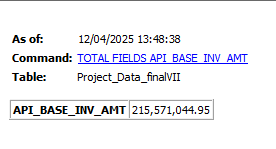 As of: 12/04/2025 13:48:38
Command: TOTAL FIELDS API_BASE_INV_AMT
Table: Project_Data_finalVII
API_BASE_INV_AMT 215,571,044.95